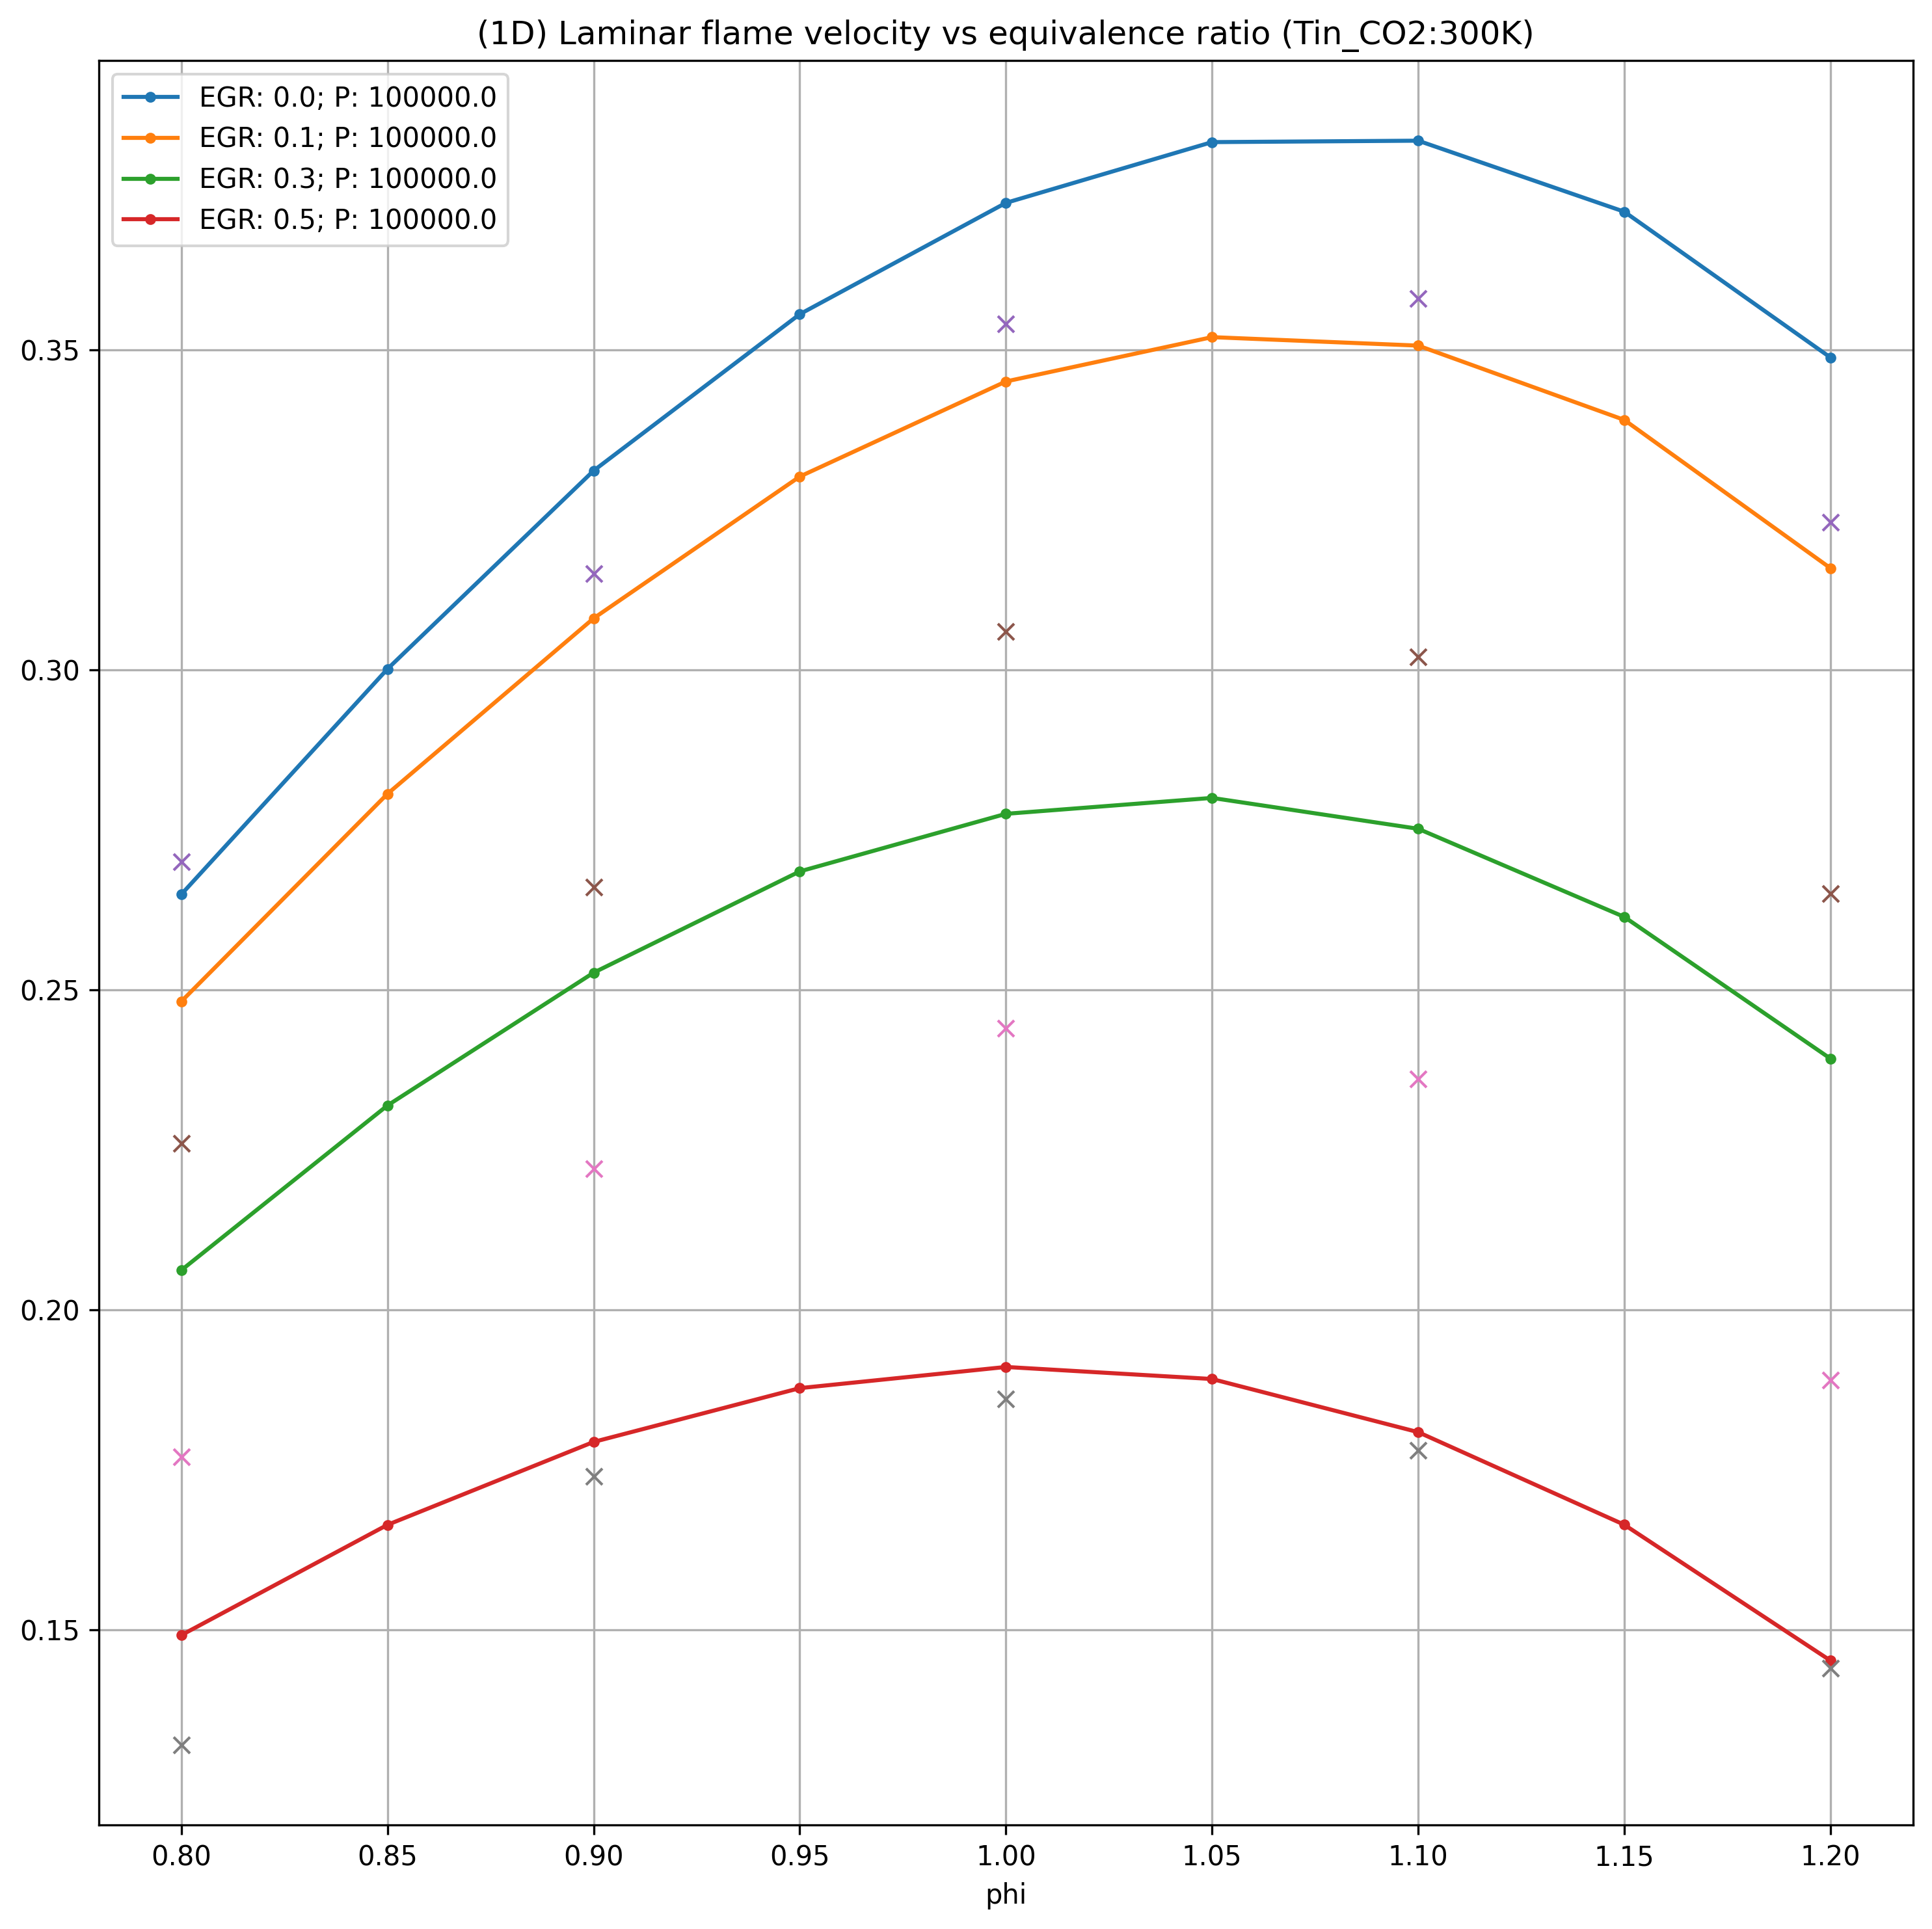 (1D) Laminar flame velocity vs equivalence ratio (Tin_CO2:300K)
EGR: 0.0; P: 100000.0
EGR: 0.1; P: 100000.0
EGR: 0.3; P: 100000.0
EGR: 0.5; P: 100000.0
0.35
0.30
0.25
0.20
0.15
0.80 0.85 0.90 0.95 1.00 1.05 1.10 1.15 1.20
phi